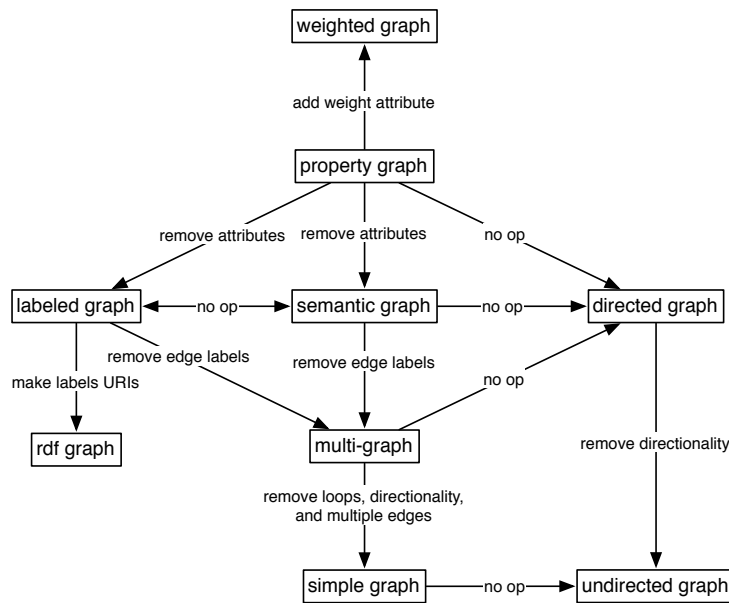 weighted graph
add weight attribute
property graph
remove attributes
remove attributes
no op
labeled graph
no op
semantic graph
no op
directed graph
remove edge labels
remove edge labels
make labels URIs
no op
rdf graph
multi-graph
remove directionality
remove loops, directionality,
and multiple edges
simple graph
no op
undirected graph